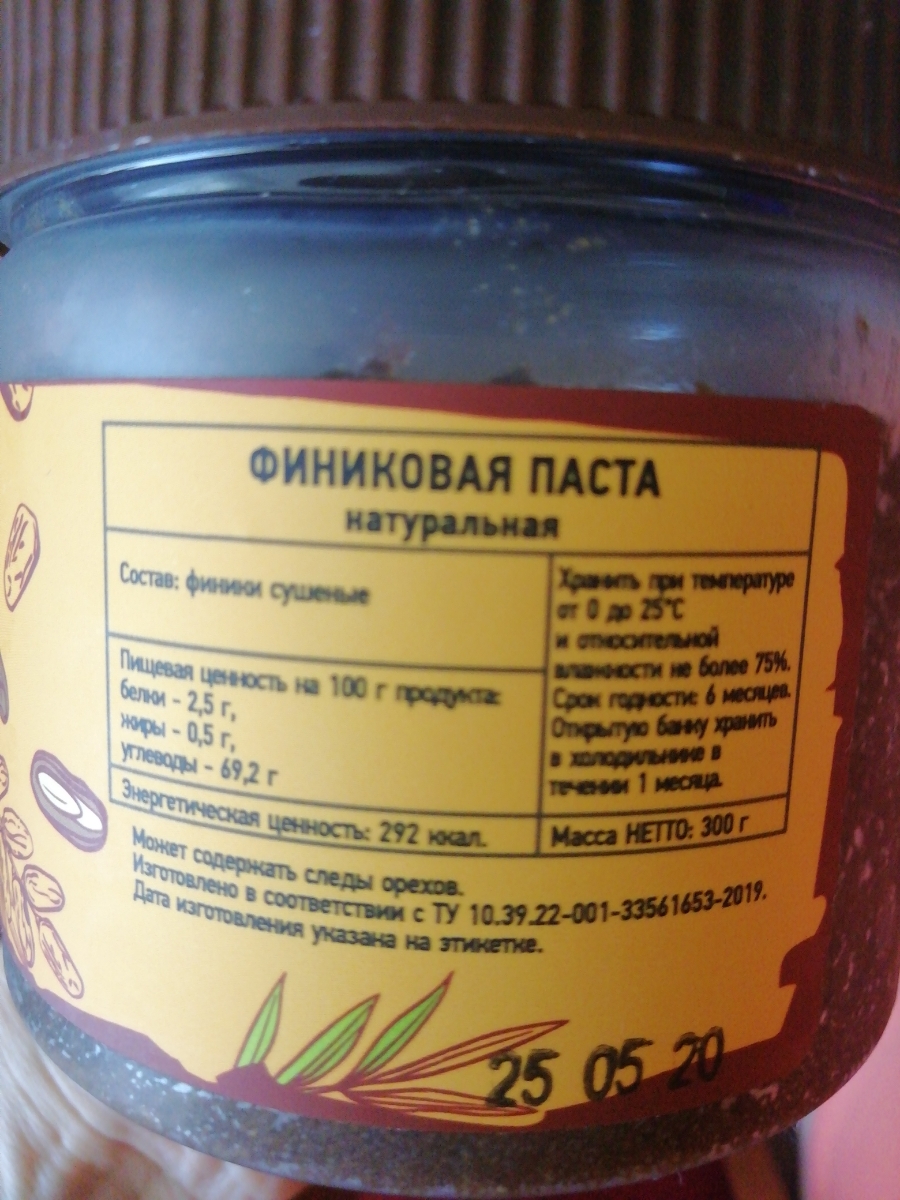 ФИНИКОВАЯ ПАСТА
натуральная
Состав: финики сушеные
Пищевая ценность на 100 г продукта:
белки - 2,5 г,
жиры - 0,5 г,
углеводы - 69,2 г
Энергетическая ценность: 292 ккал.
Хранить при температуре
от 0 до 25°С
и относительной
влажности не более 75%.
Срок годности: 6 месяцев.
Открытую банку хранить
в холодильнике в
течении 1 месяца.
Масса НЕТТО: 300 г
Может содержать следы орехов.
Изготовлено в соответствии с ТУ 10.39.22-001-33561653-2019.
Дата изготовления указана на этикетке.
25 05 20